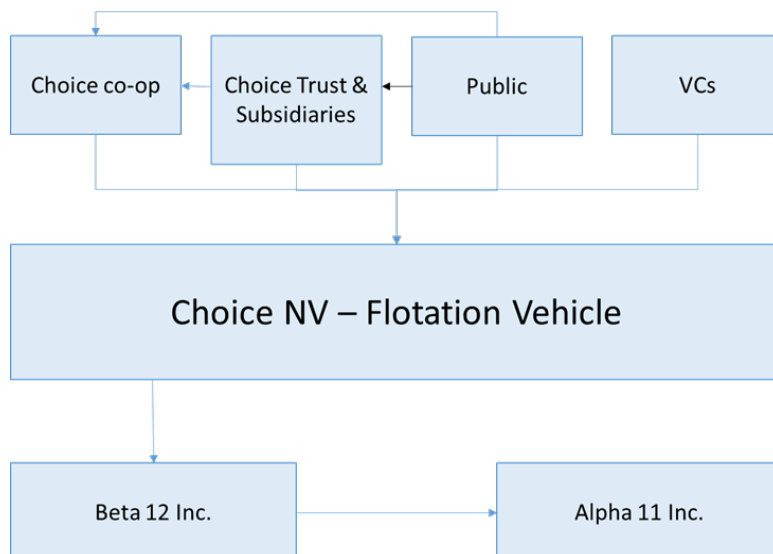 Choice co-op
Choice Trust &
Subsidiaries
Public
VCs
Choice NV – Flotation Vehicle
Beta 12 Inc.
Alpha 11 Inc.